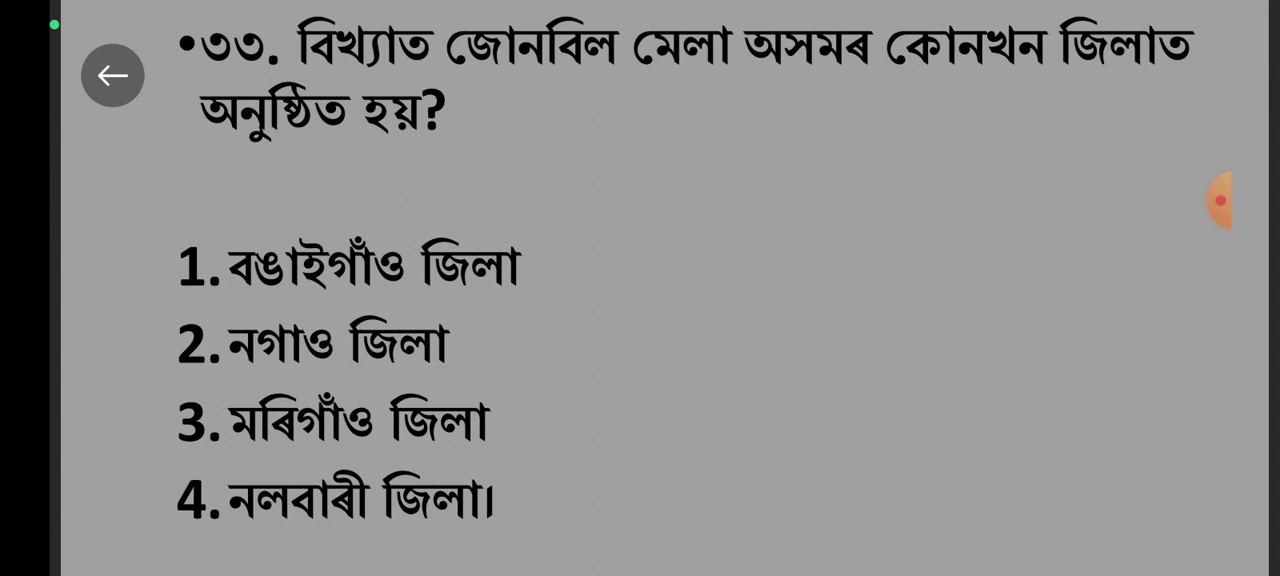 •৩৩. বিখ্যাত জোনবিল মেলা অসমৰ কোনখন জিলাত
অনুষ্ঠিত হয়?
1. বঙাইগাঁও জিলা
2. নগাও জিলা
3. মৰিগাঁও জিলা
4. নলবাৰী জিলা।